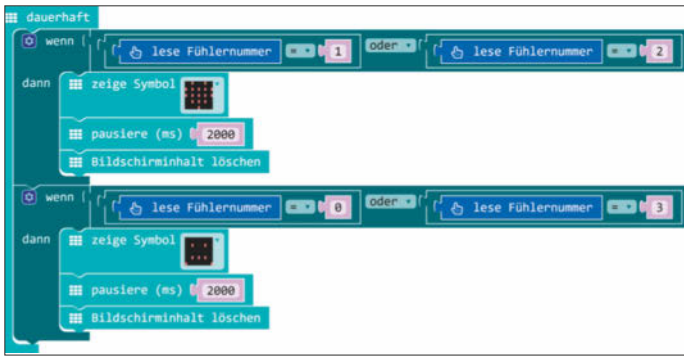 dauerhaft
wenn lese Fühlernummer = 1 oder lese Fühlernummer = 2
dann zeige Symbol
pausiere (ms) 2000
Bildschirminhalt löschen
wenn lese Fühlernummer = 0 oder lese Fühlernummer = 3
dann zeige Symbol
pausiere (ms) 2000
Bildschirminhalt löschen